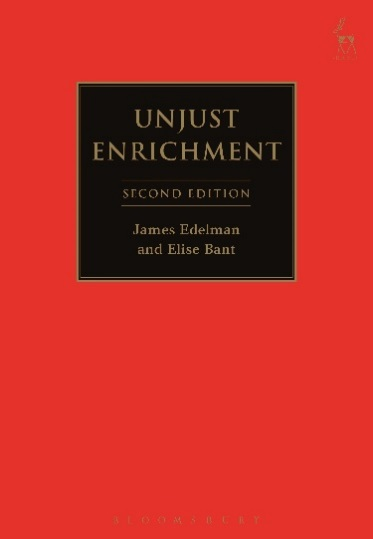 UNJUST
ENRICHMENT
SECOND EDITION
James Edelman
and Elise Bant
BLOOMSBURY